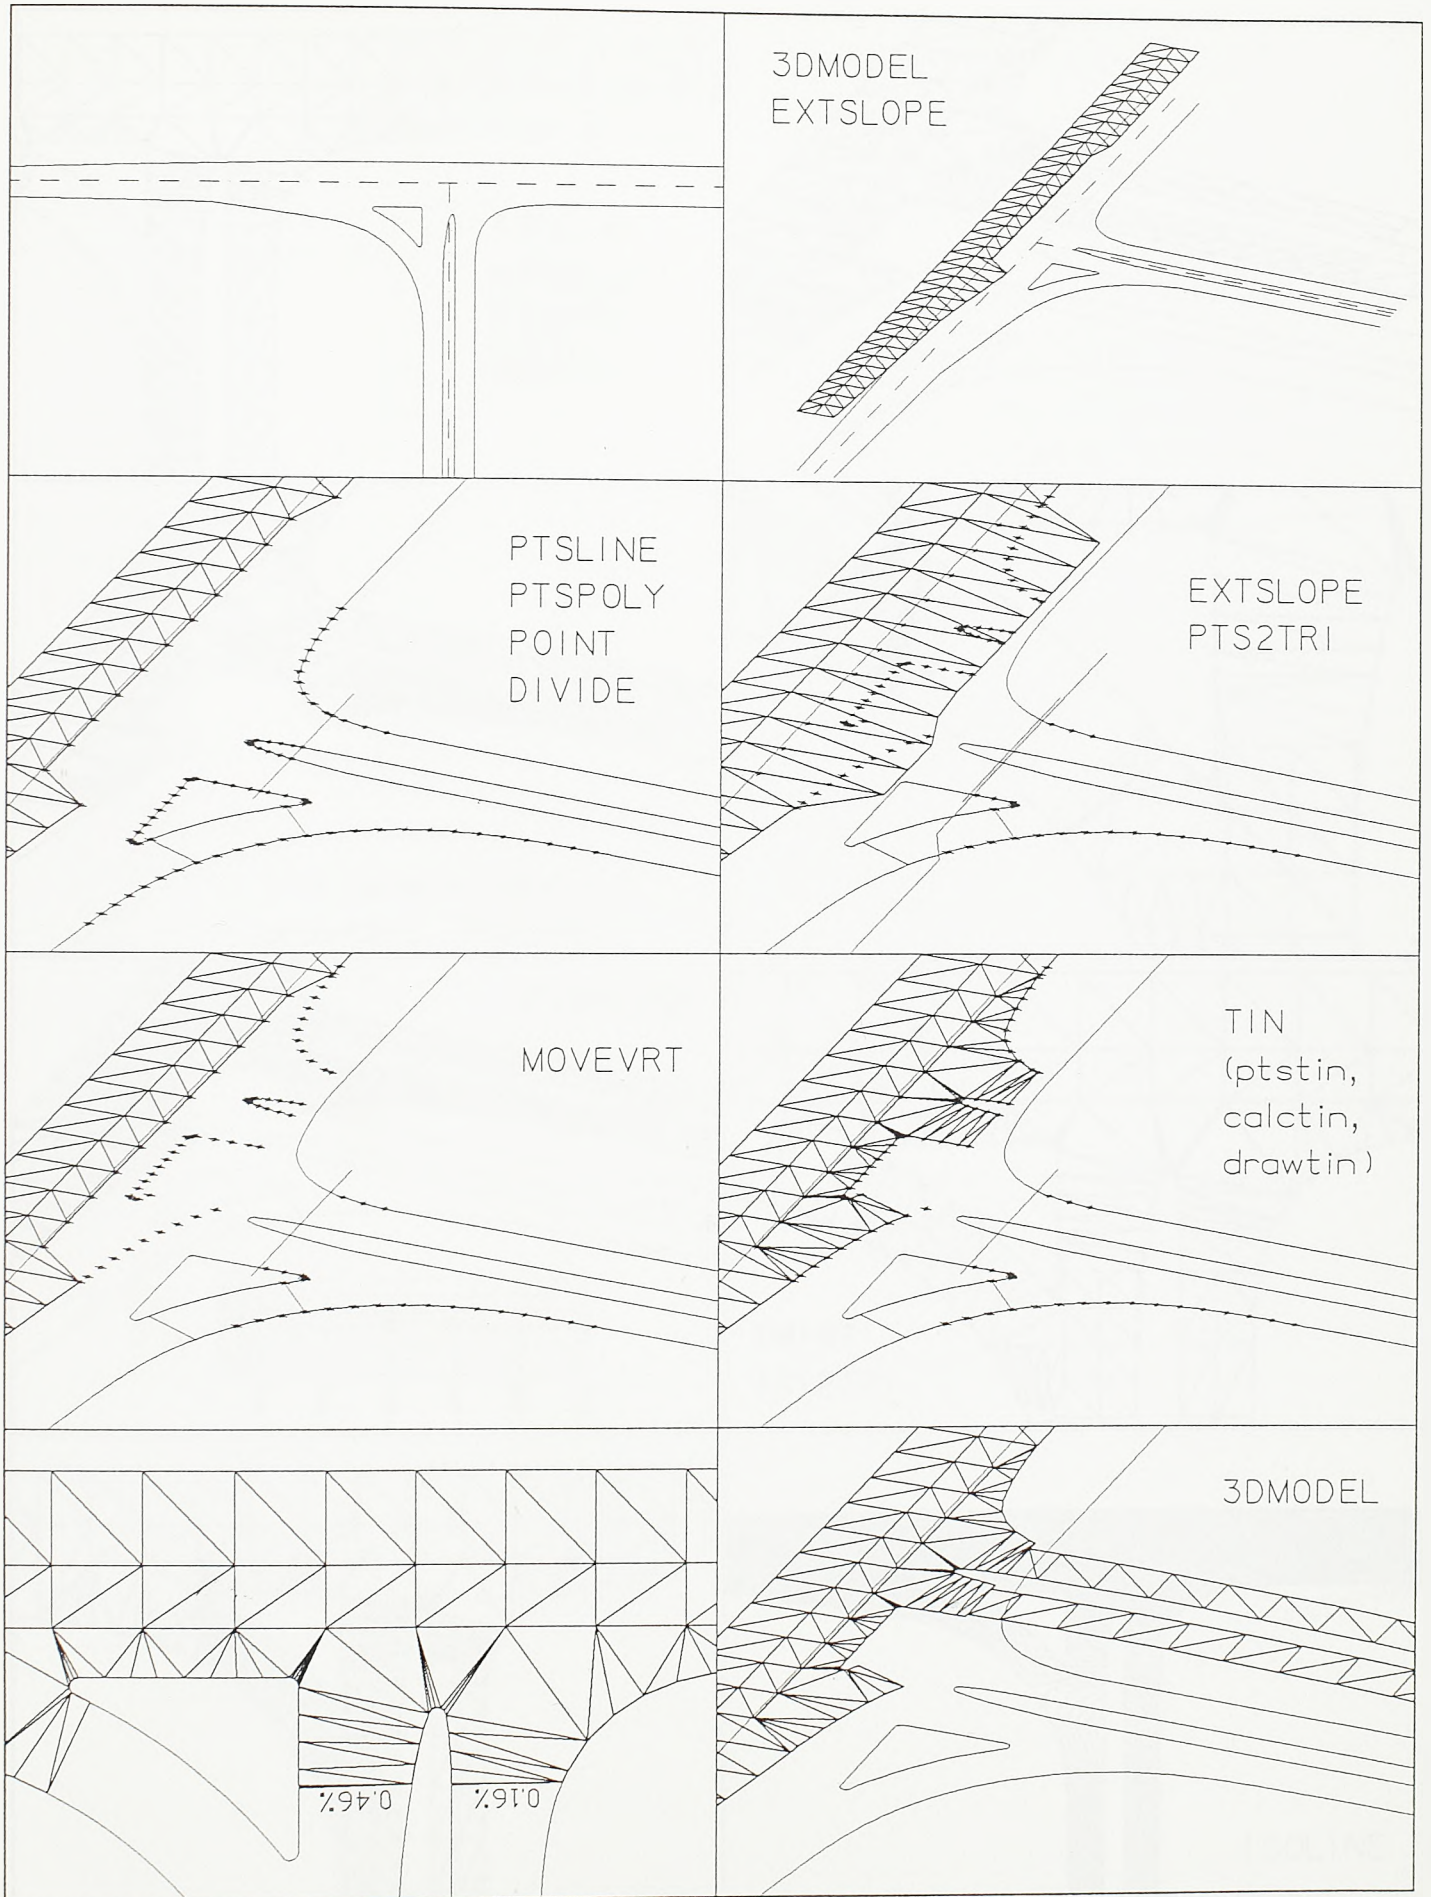 3DMODEL
EXTSLOPE
PTSLINE
PTSPOLY
POINT
DIVIDE
EXTSLOPE
PTS2TRI
MOVEVRT
TIN
(ptstin,
calctin,
drawtin)
0.46%
0.16%
3DMODEL